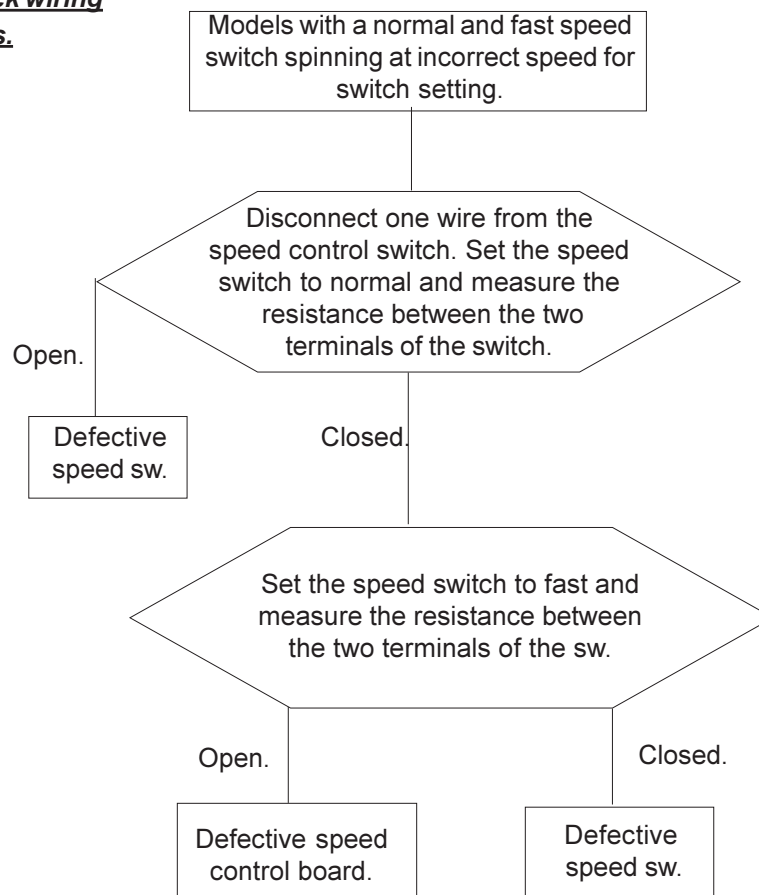 wiring
s.
Models with a normal and fast speed
switch spinning at incorrect speed for
switch setting.
Disconnect one wire from the
speed control switch. Set the speed
switch to normal and measure the
resistance between the two
terminals of the switch.
Open.
Defective
speed sw.
Closed.
Set the speed switch to fast and
measure the resistance between
the two terminals of the sw.
Open.
Closed.
Defective speed
control board.
Defective
speed sw.